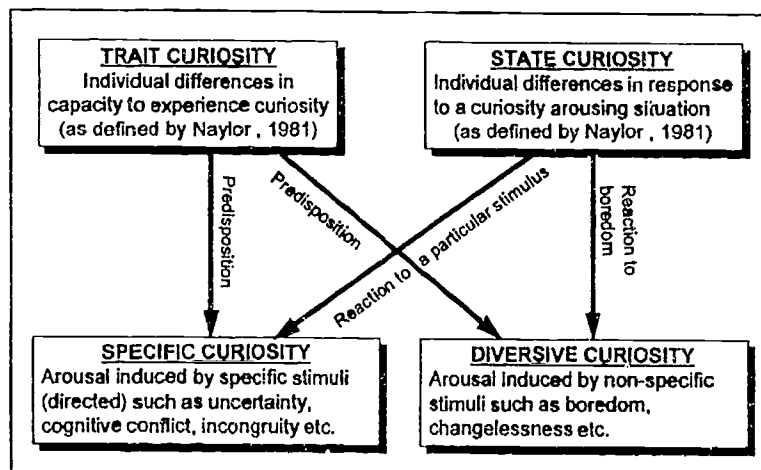 TRAIT CURIOSITY
Individual differences in
capacity to experience curiosity
(as defined by Naylor , 1981)
STATE CURIOSITY
Individual differences in response
to a curiosity arousing situation
(as defined by Naylor, 1981)
Predisposition
Predisposition
Reaction to a particular stimulus
Reaction to
boredom
SPECIFIC CURIOSITY
Arousal induced by specific stimuli
(directed) such as uncertainty,
cognitive conflict, incongruity etc.
DIVERSIVE CURIOSITY
Arousal Induced by non-specific
stimuli such as boredom,
changelessness etc.